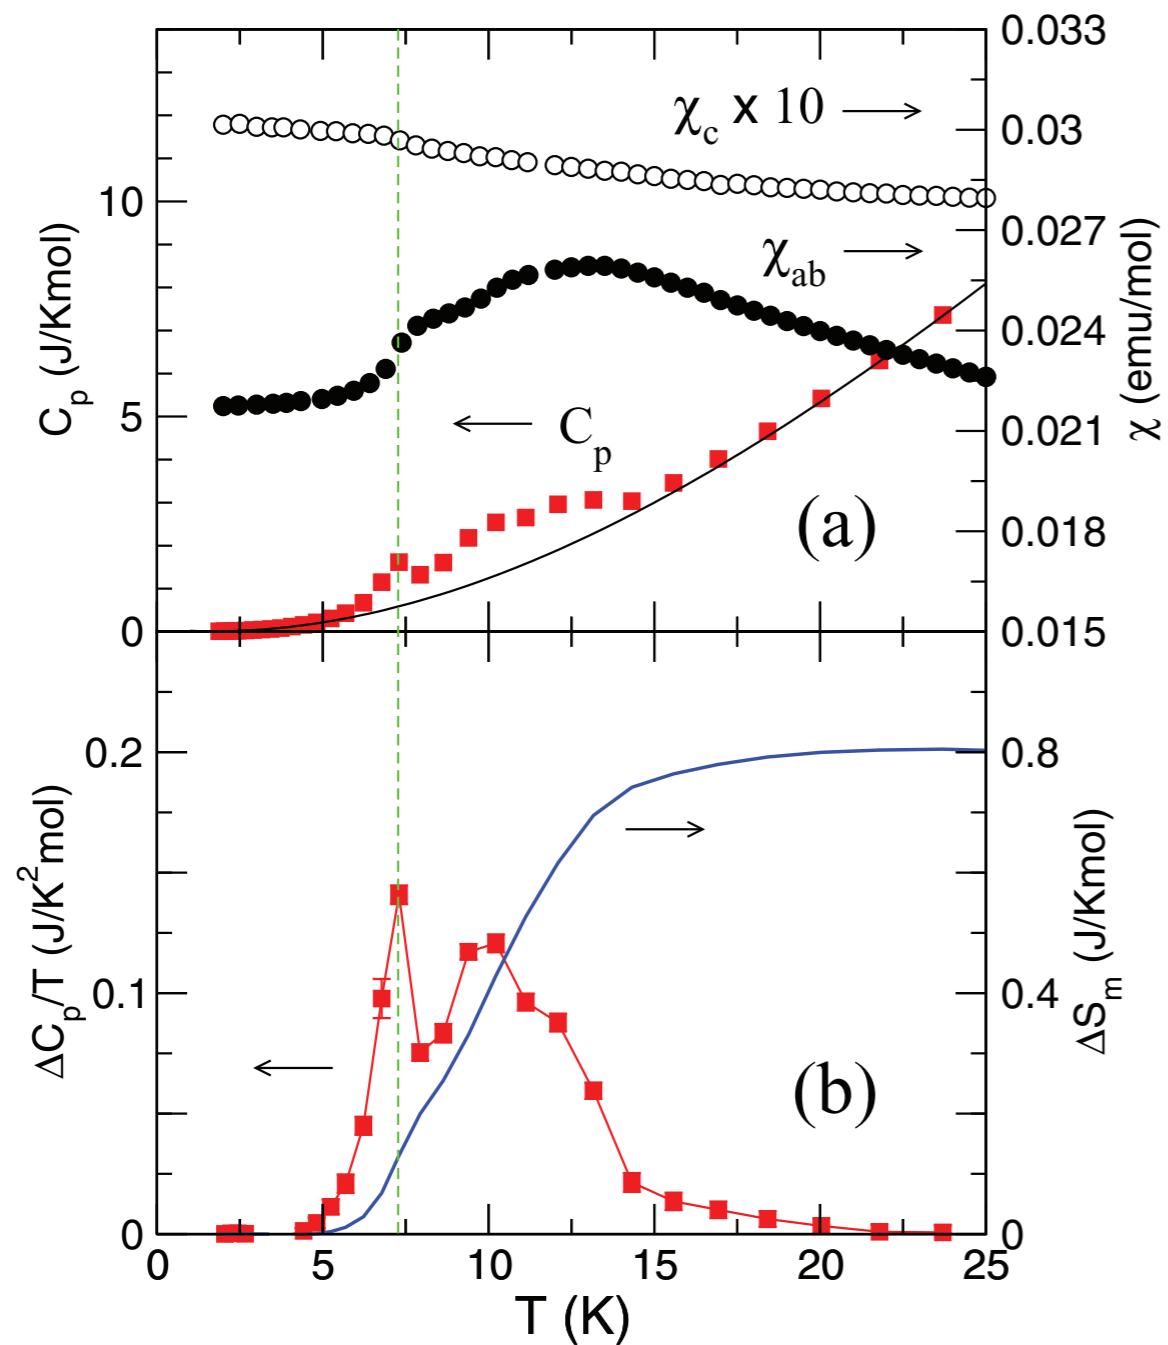 0.033
χc x 10
0.03
10
0.027
χab
0.024
5
Cp
0.021
(a)
0.018
0
0.015
Cp (J/Kmol)
χ (emu/mol)
0.2
0.8
0.1
0.4
(b)
0
0
ΔCp/T (J/K²mol)
ΔSm (J/Kmol)
0 5 10 15 20 25
T (K)